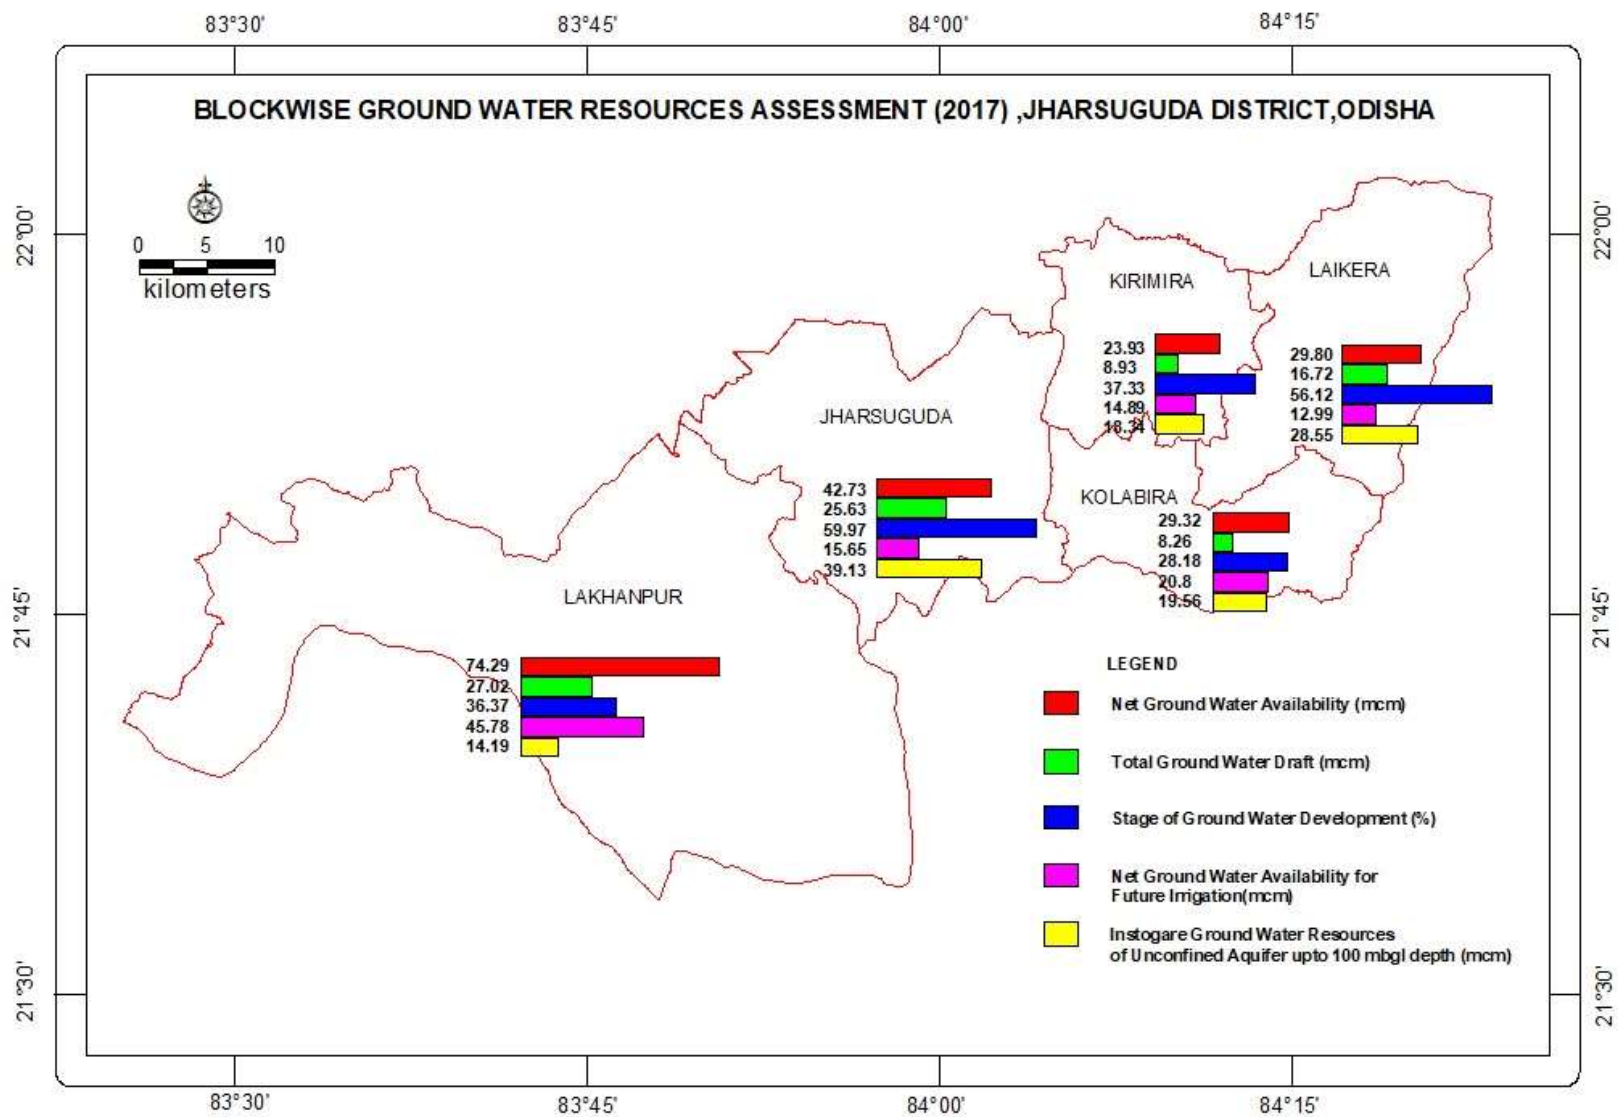 83°30' 83°45' 84°00' 84°15'
BLOCKWISE GROUND WATER RESOURCES ASSESSMENT (2017) ,JHARSUGUDA DISTRICT,ODISHA
22°00'
22°00'
0 5 10
kilometers
KIRIMIRA
23.93
8.93
37.33
14.89
18.34
LAIKERA
29.80
16.72
56.12
12.99
28.55
JHARSUGUDA
42.73
25.63
59.97
15.65
39.13
KOLABIRA
29.32
8.26
28.18
20.8
19.56
LAKHANPUR
74.29
27.02
36.37
45.78
14.19
21°45'
21°45'
LEGEND
Net Ground Water Availability (mcm)
Total Ground Water Draft (mcm)
Stage of Ground Water Development (%)
Net Ground Water Availability for
Future Irrigation(mcm)
Instogare Ground Water Resources
of Unconfined Aquifer upto 100 mbgl depth (mcm)
21°30'
21°30'
83°30' 83°45' 84°00' 84°15'